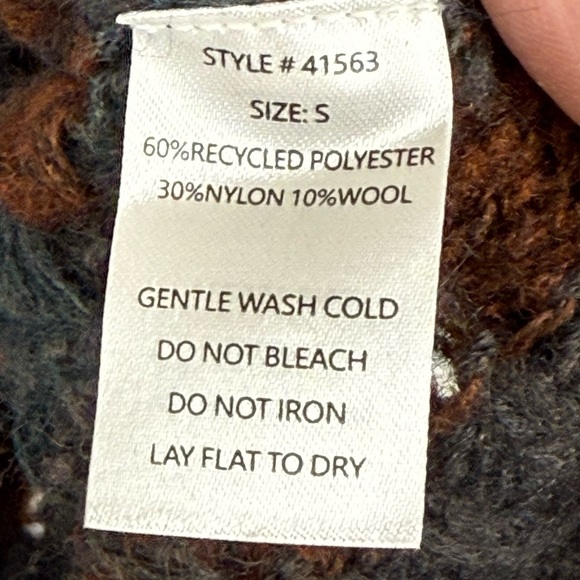 STYLE # 41563
SIZE: S
60%RECYCLED POLYESTER
30%NYLON 10%WOOL
GENTLE WASH COLD
DO NOT BLEACH
DO NOT IRON
LAY FLAT TO DRY